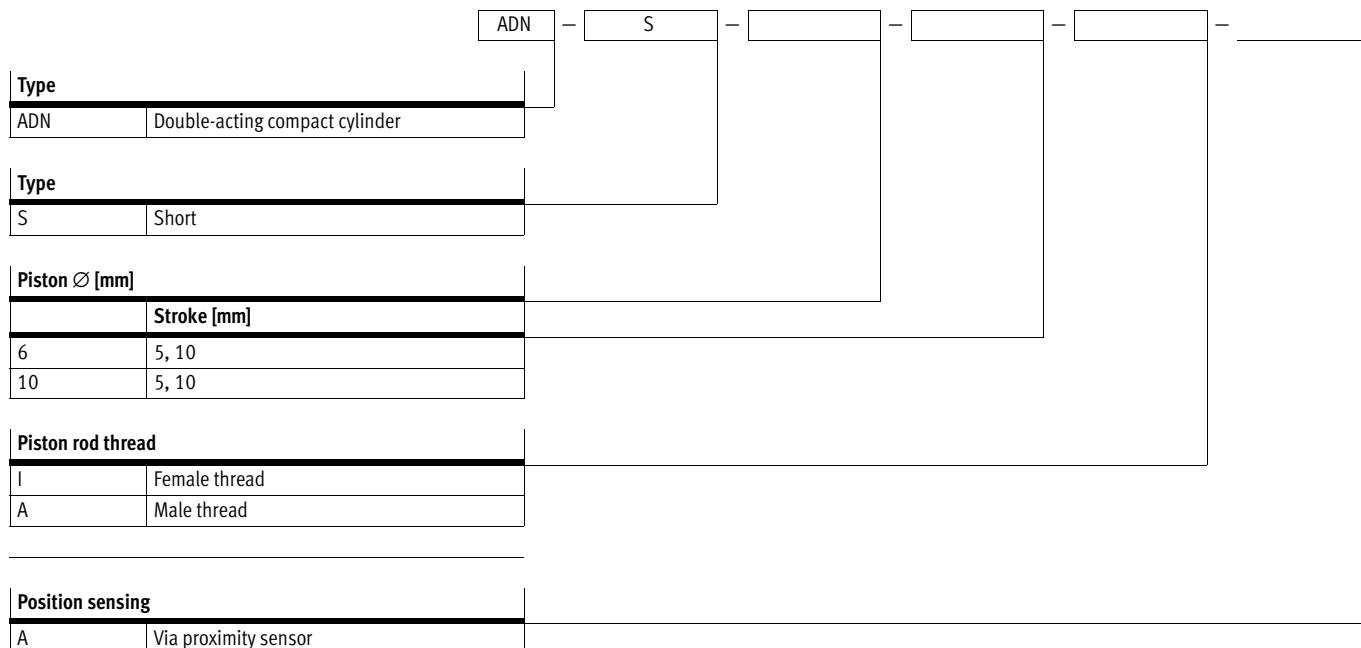 ADN – S – – – –
Type
ADN Double-acting compact cylinder
Type
S Short
Piston ∅ [mm]
Stroke [mm]
6 5, 10
10 5, 10
Piston rod thread
I Female thread
A Male thread
Position sensing
A Via proximity sensor